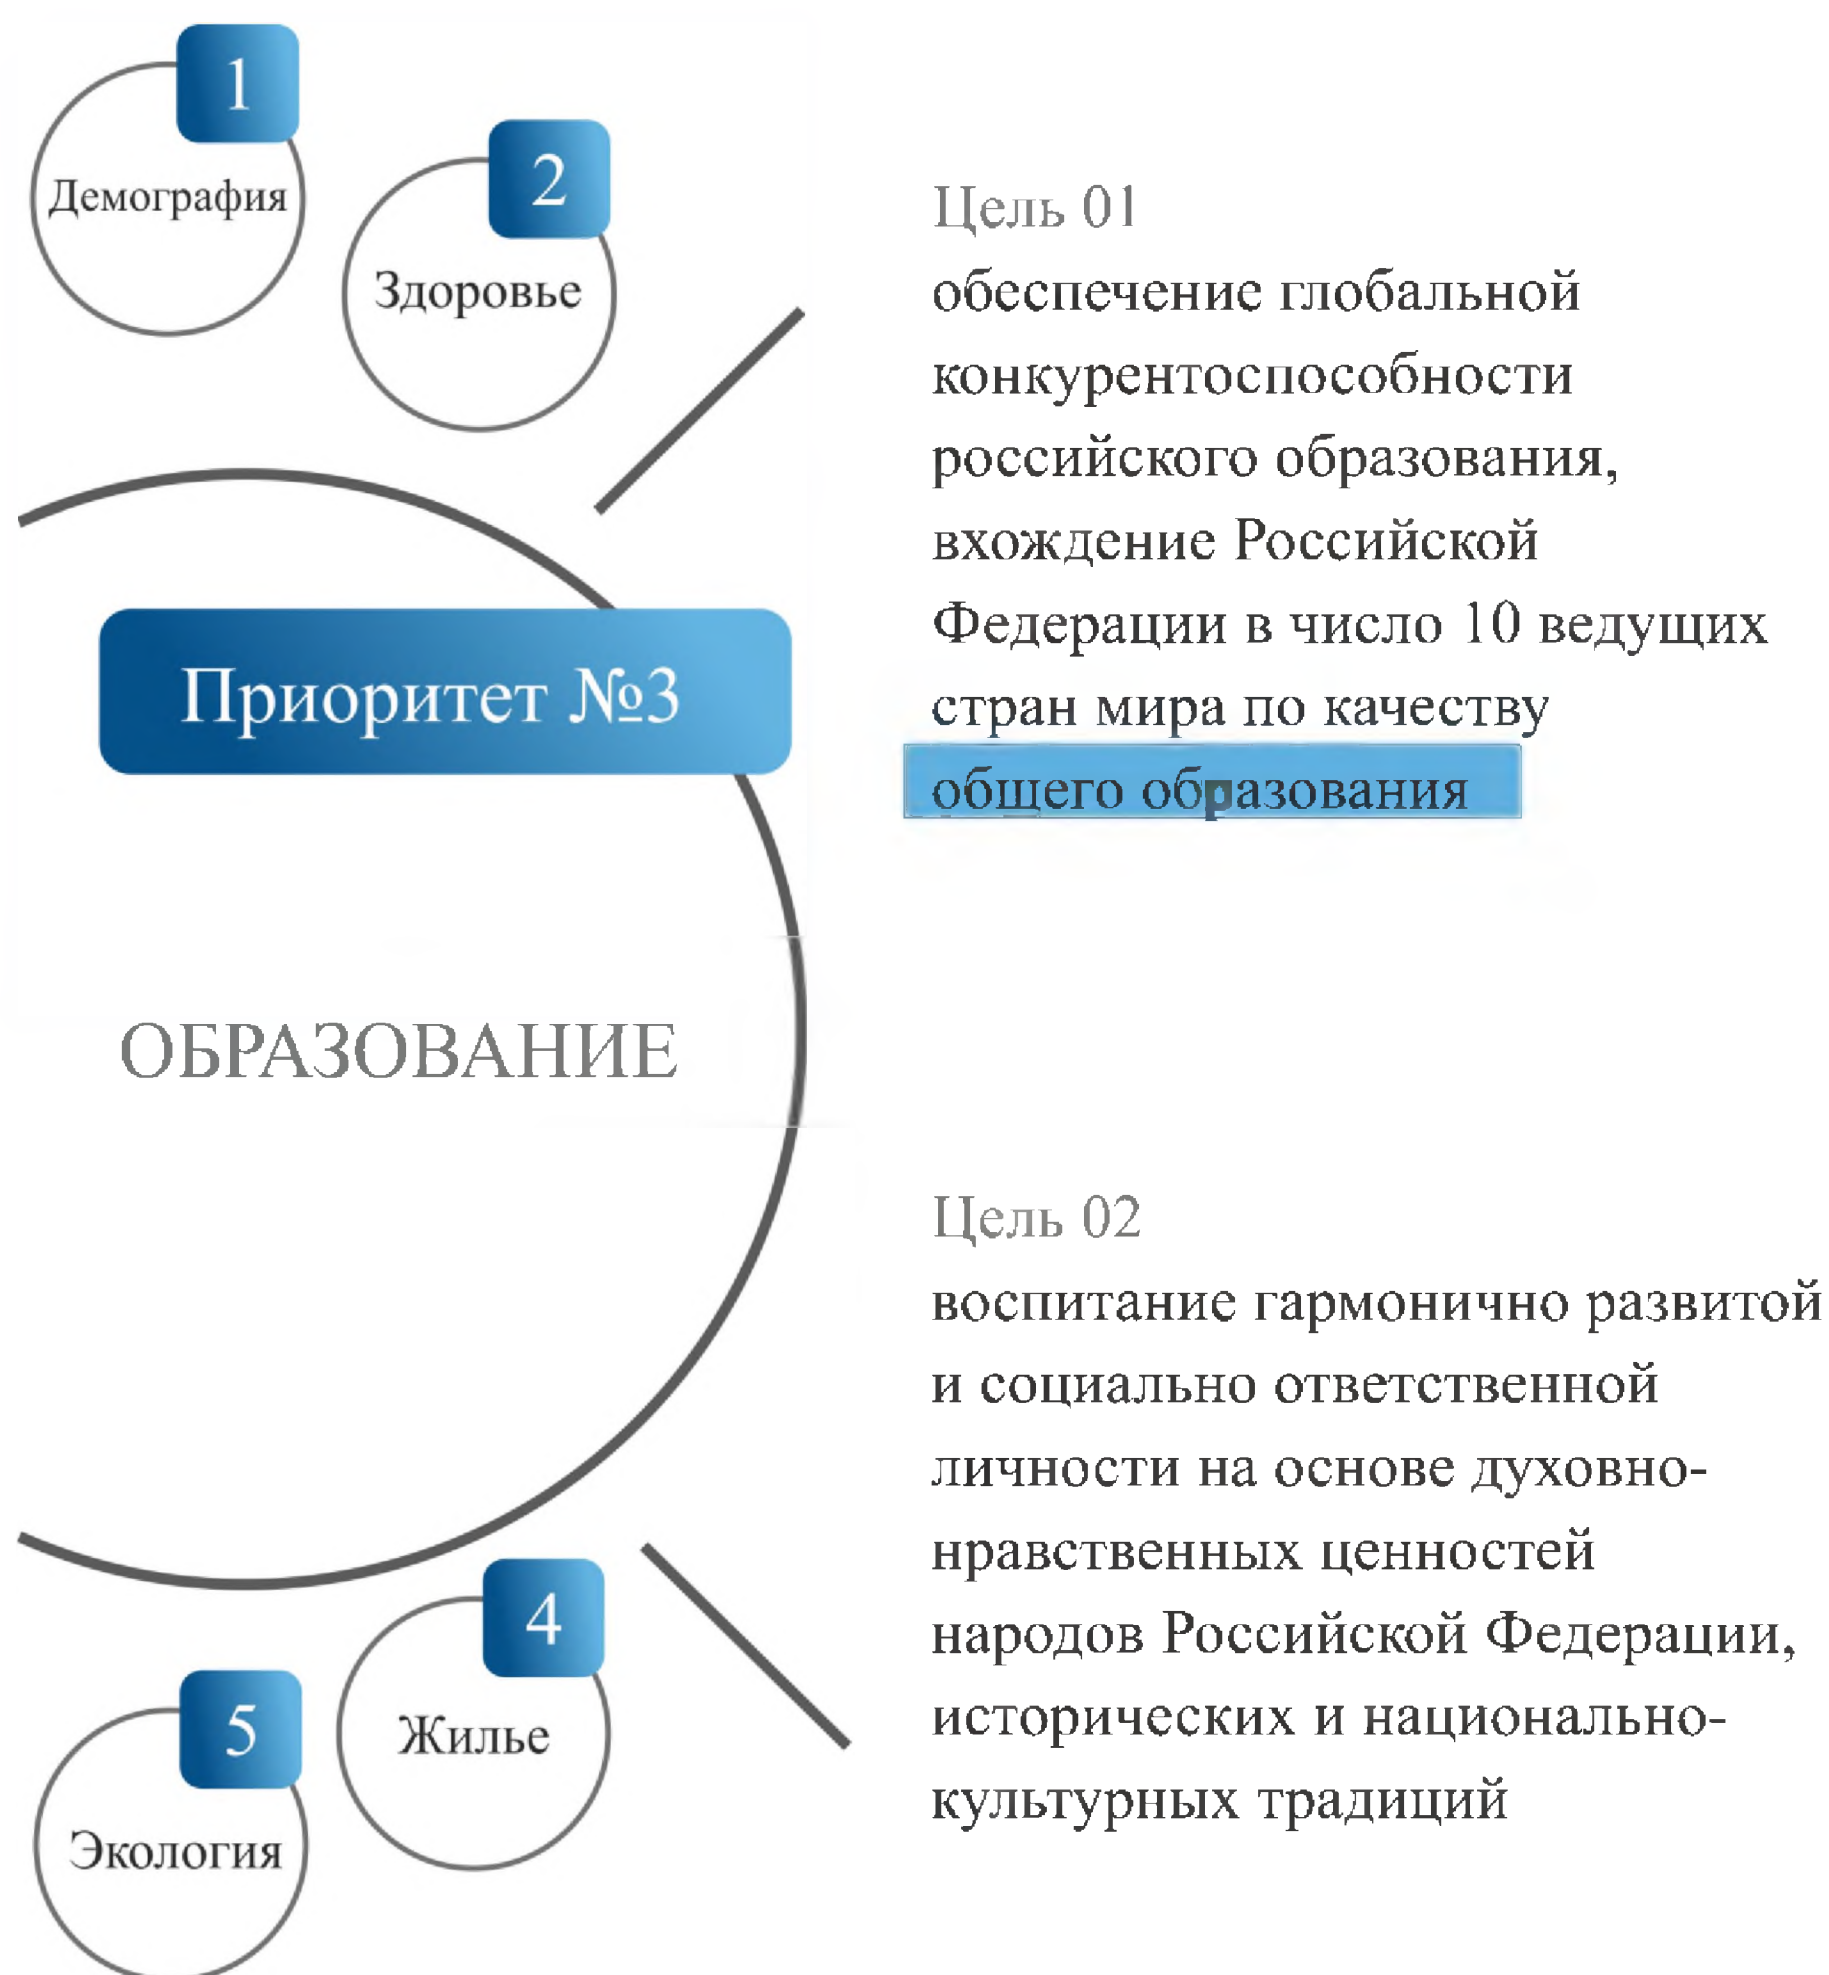 1
Демография
2
Здоровье
Приоритет №3
ОБРАЗОВАНИЕ
4
Жилье
5
Экология
Цель 01
обеспечение глобальной
конкурентоспособности
российского образования,
вхождение Российской
Федерации в число 10 ведущих
стран мира по качеству
общего образования
Цель 02
воспитание гармонично развитой
и социально ответственной
личности на основе духовно-
нравственных ценностей
народов Российской Федерации,
исторических и национально-
культурных традиций